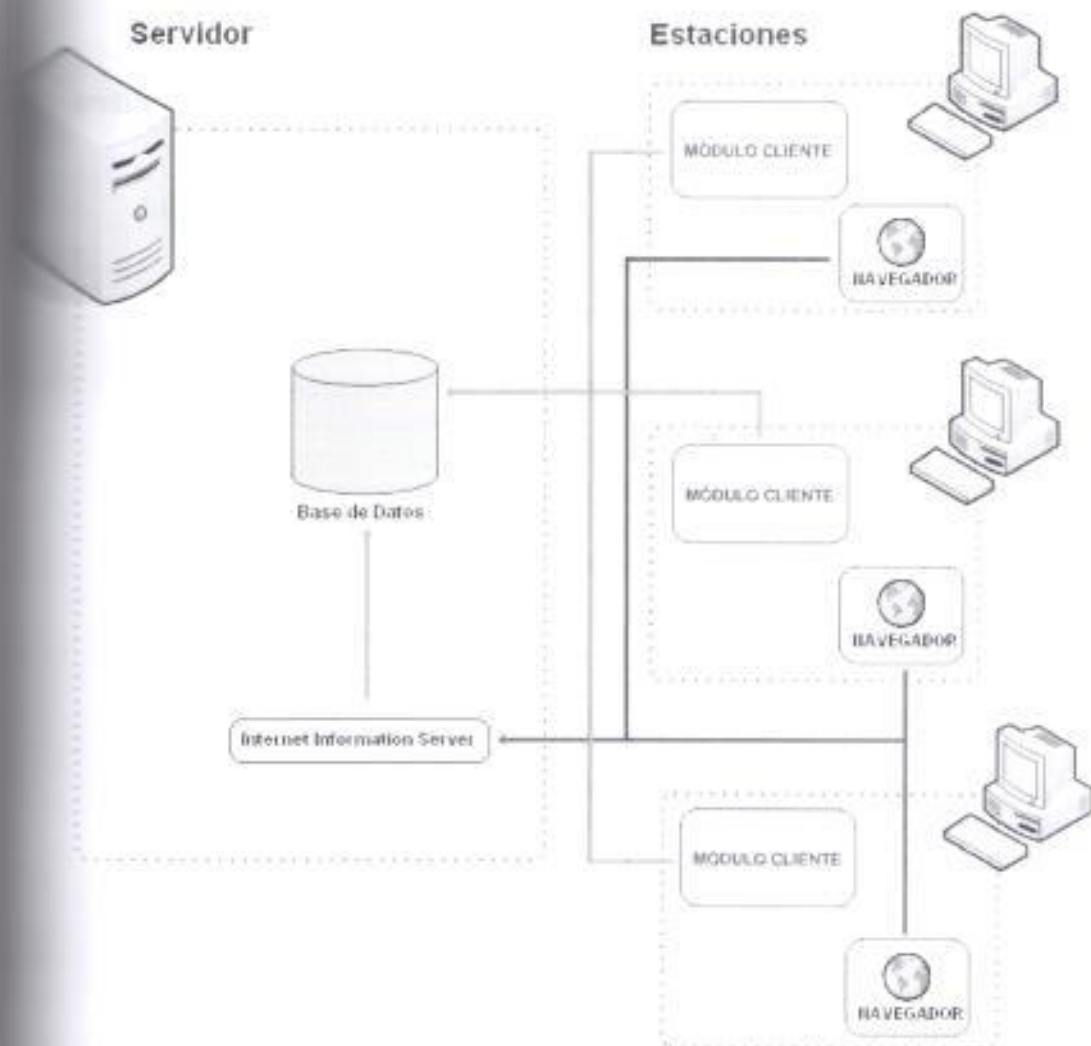 Servidor
Estaciones
MÓDULO CLIENTE
NAVEGADOR
Base de Datos
MÓDULO CLIENTE
NAVEGADOR
Internet Information Server
MÓDULO CLIENTE
NAVEGADOR